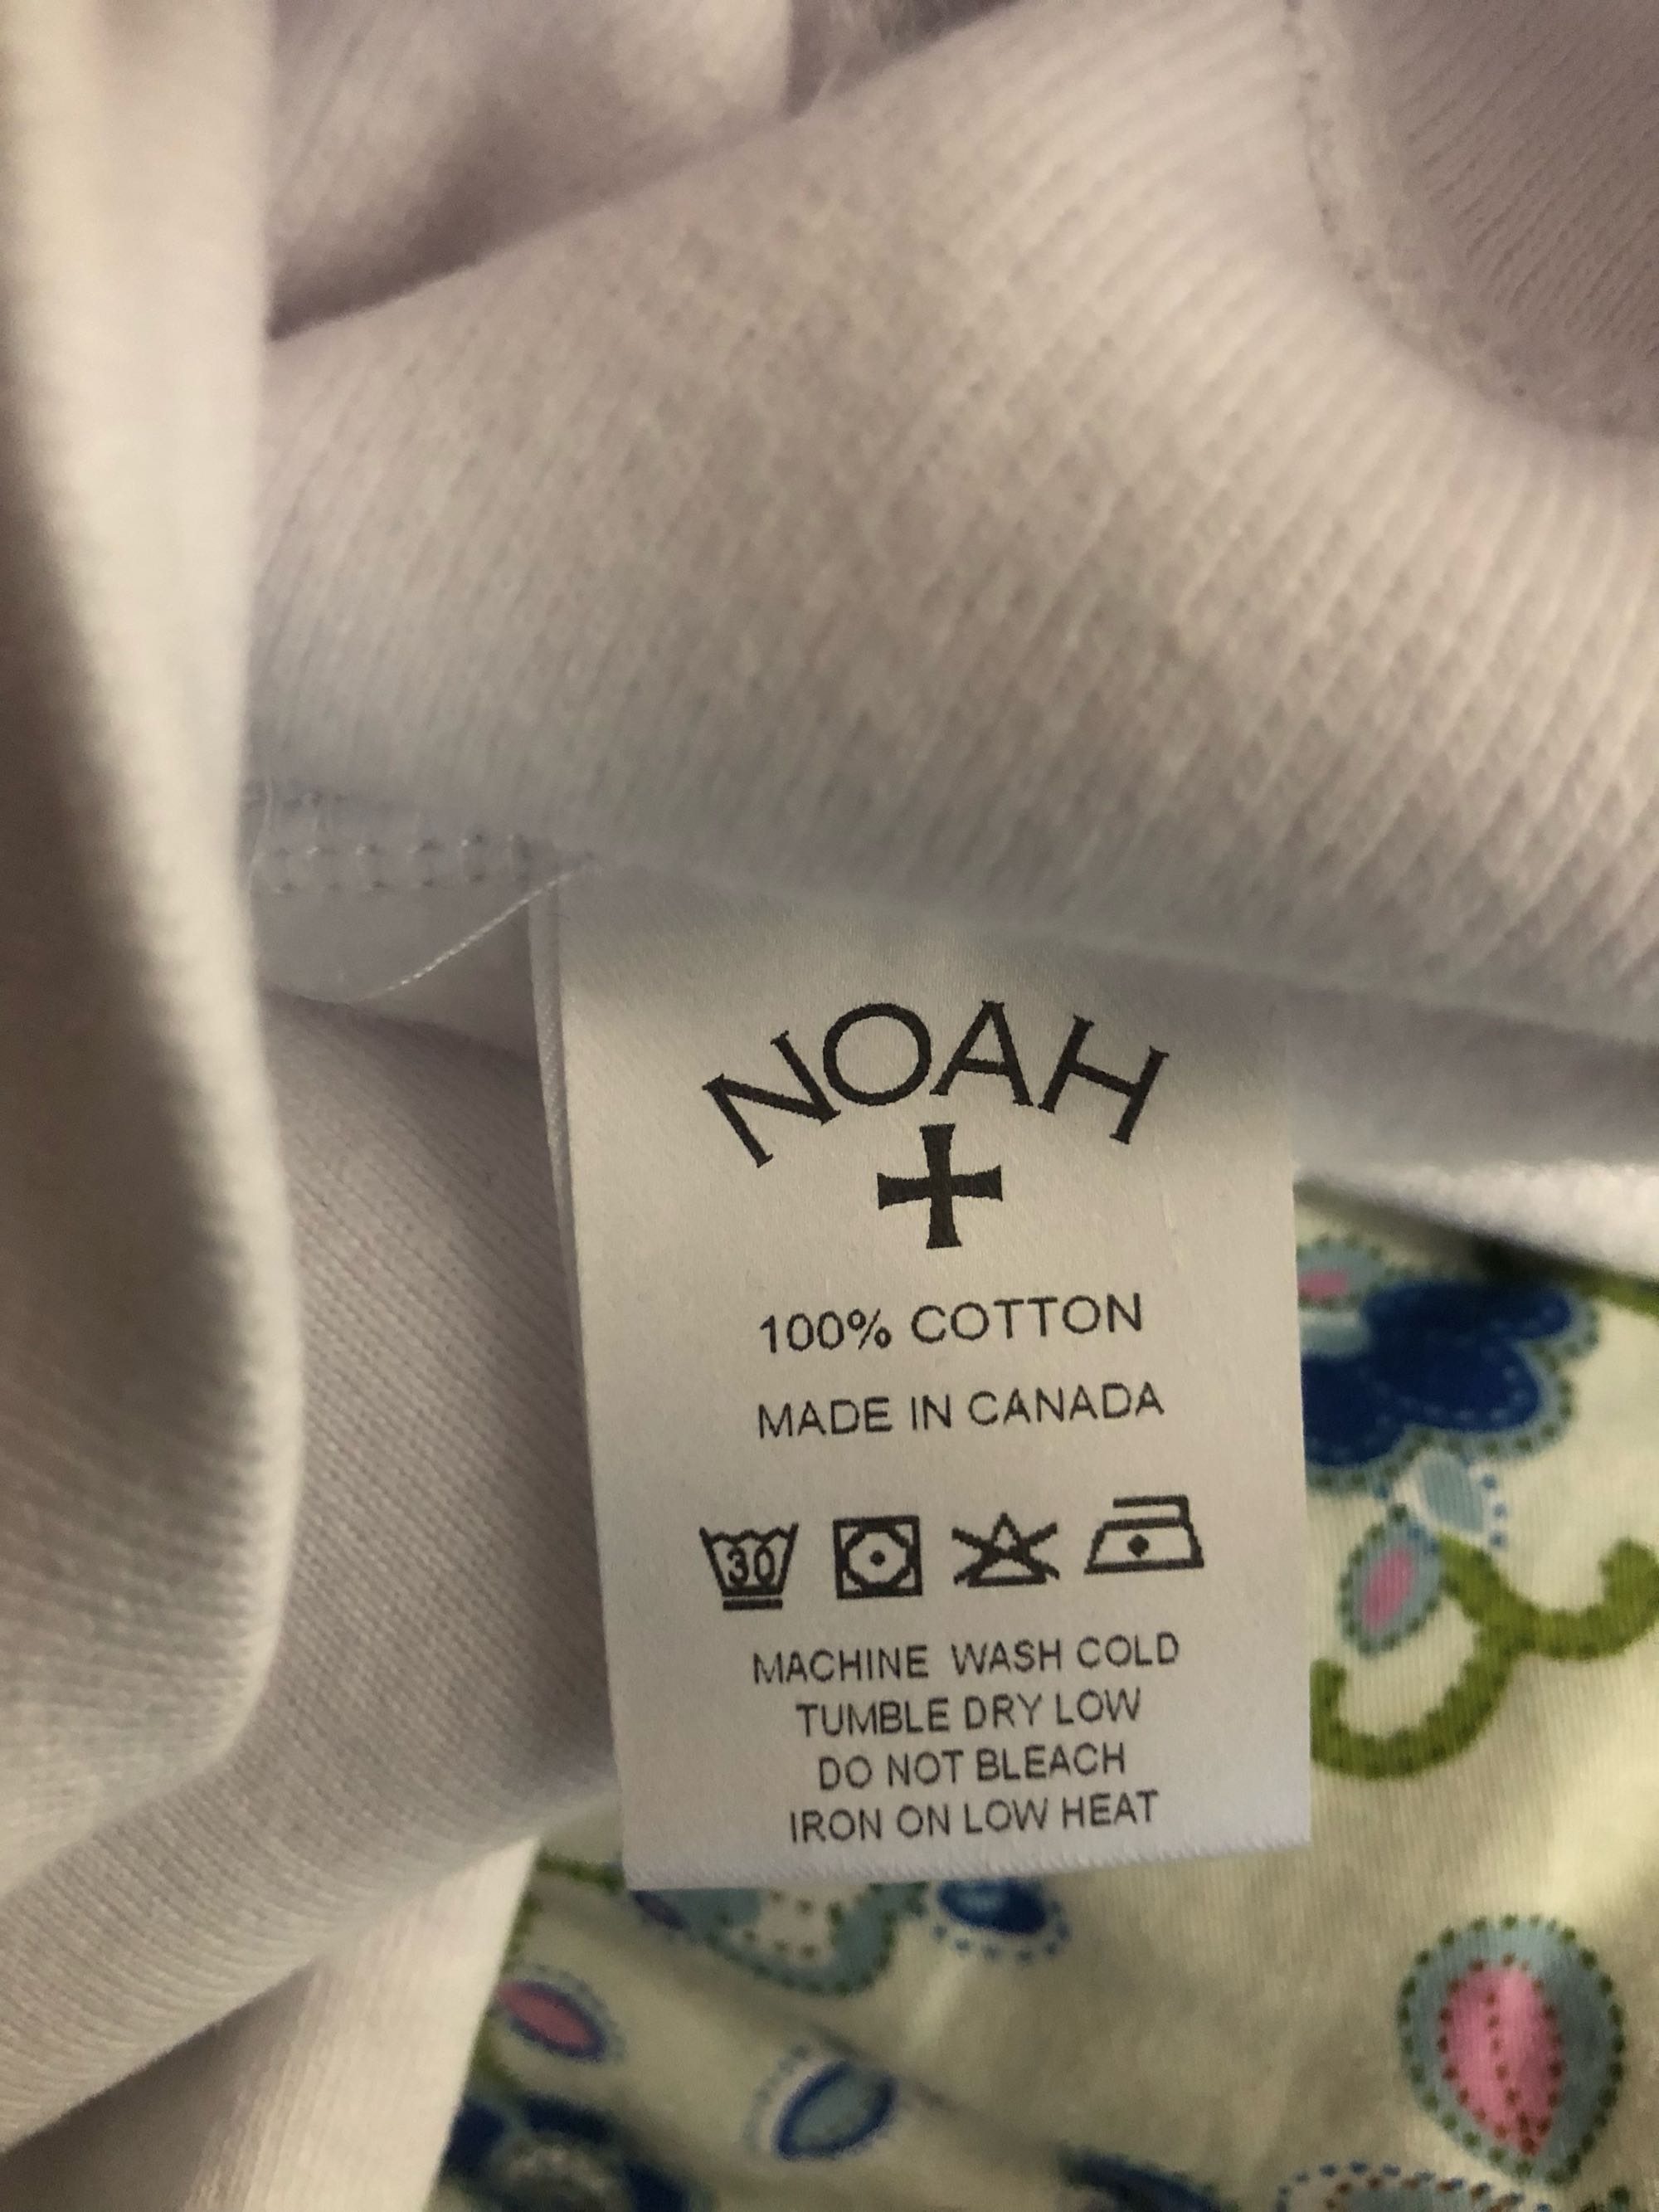 NOAH
100% COTTON
MADE IN CANADA
30
MACHINE WASH COLD
TUMBLE DRY LOW
DO NOT BLEACH
IRON ON LOW HEAT